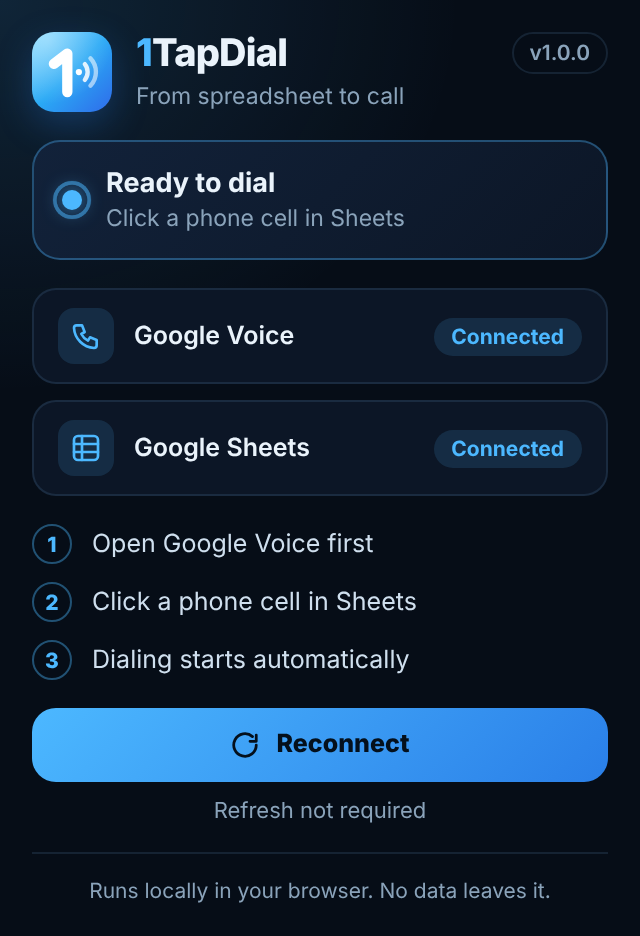 1TapDial
v1.0.0
From spreadsheet to call
Ready to dial
Click a phone cell in Sheets
Google Voice
Connected
Google Sheets
Connected
1 Open Google Voice first
2 Click a phone cell in Sheets
3 Dialing starts automatically
Reconnect
Refresh not required
Runs locally in your browser. No data leaves it.